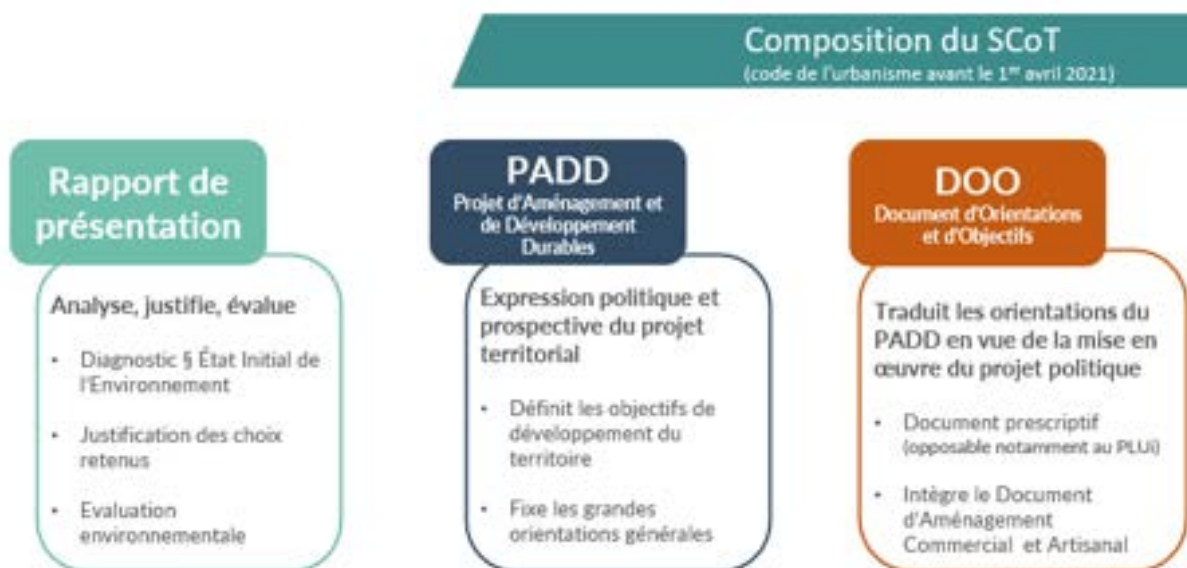 Composition du SCoT
(code de l'urbanisme avant le 1er avril 2021)
Rapport de
présentation
Analyse, justifie, évalue
• Diagnostic § État Initial de
l'Environnement
• Justification des choix
retenus
• Evaluation
environnementale
PADD
Projet d'Aménagement et
de Développement
Durables
Expression politique et
prospective du projet
territorial
• Définit les objectifs de
développement du
territoire
• Fixe les grandes
orientations générales
DOO
Document d'Orientations
et d'Objectifs
Traduit les orientations du
PADD en vue de la mise en
œuvre du projet politique
• Document prescriptif
(opposable notamment au PLUi)
• Intègre le Document
d'Aménagement
Commercial et Artisanal